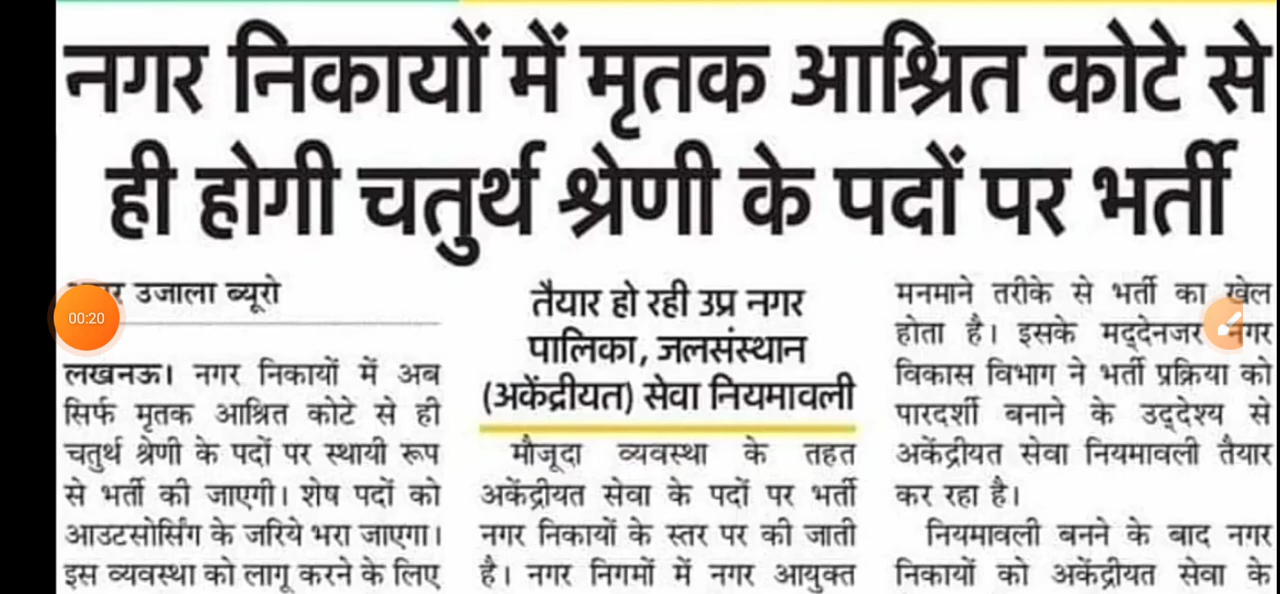 नगर निकायों में मृतक आश्रित कोटे से
ही होगी चतुर्थ श्रेणी के पदों पर भर्ती
उजाला ब्यूरो
00:20
लखनऊ। नगर निकायों में अब
सिर्फ मृतक आश्रित कोटे से ही
चतुर्थ श्रेणी के पदों पर स्थायी रूप
से भर्ती की जाएगी। शेष पदों को
आउटसोर्सिंग के जरिये भरा जाएगा।
इस व्यवस्था को लागू करने के लिए
तैयार हो रही उप्र नगर
पालिका, जलसंस्थान
(अकेंद्रीयत) सेवा नियमावली
मौजूदा व्यवस्था के तहत
अकेंद्रीयत सेवा के पदों पर भर्ती
नगर निकायों के स्तर पर की जाती
है। नगर निगमों में नगर आयुक्त
मनमाने तरीके से भर्ती का खेल
होता है। इसके मद्देनजर नगर
विकास विभाग ने भर्ती प्रक्रिया को
पारदर्शी बनाने के उद्देश्य से
अकेंद्रीयत सेवा नियमावली तैयार
कर रहा है।
नियमावली बनने के बाद नगर
निकायों को अकेंद्रीयत सेवा के